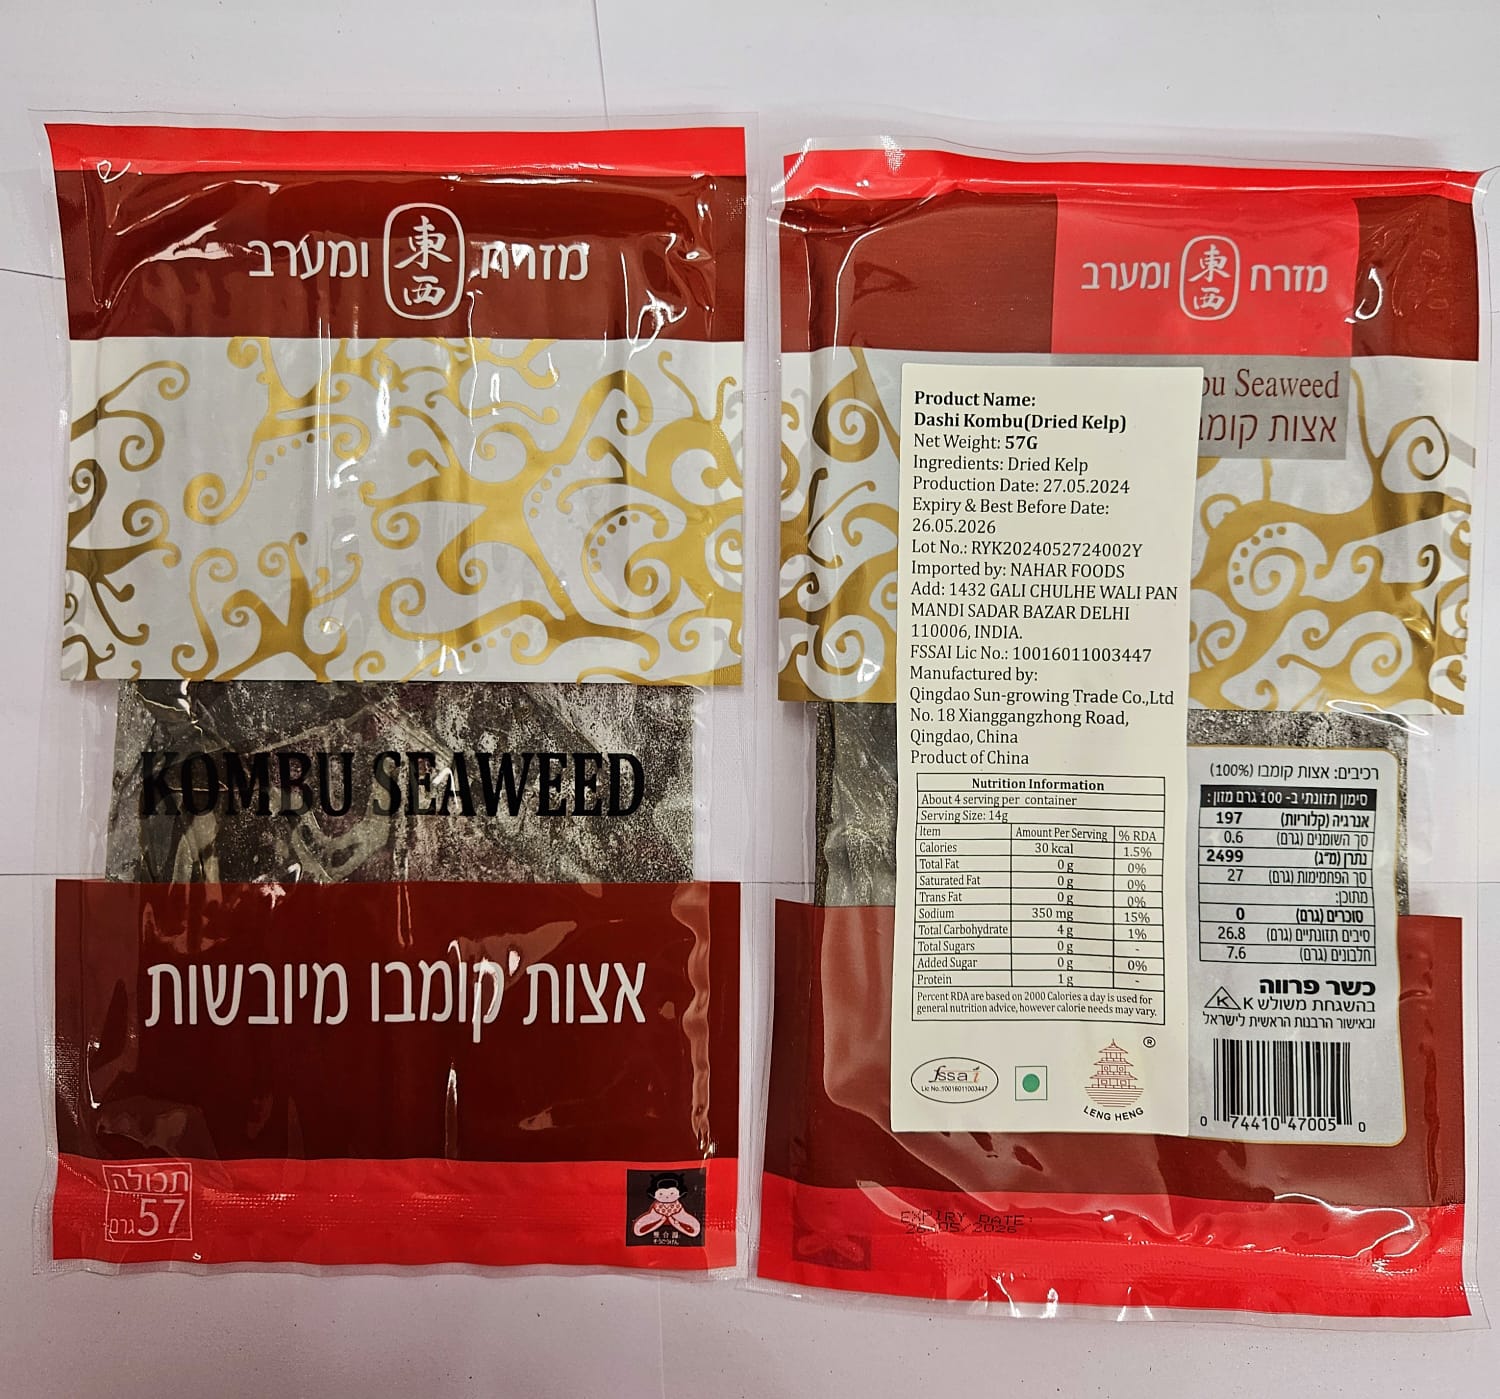 מזרח 東西 ומערב
KOMBU SEAWEED
אצות קומבו מיובשות
תכולה
57 גרם
מזרח 東西 ומערב
Seaweed
אצות
Product Name:
Dashi Kombu(Dried Kelp)
Net Weight: 57G
Ingredients: Dried Kelp
Production Date: 27.05.2024
Expiry & Best Before Date:
26.05.2026
Lot No.: RYK2024052724002Y
Imported by: NAHAR FOODS
Add: 1432 GALI CHULHE WALI PAN
MANDI SADAR BAZAR DELHI
110006, INDIA.
FSSAI Lic No.: 10016011003447
Manufactured by:
Qingdao Sun-growing Trade Co.,Ltd
No. 18 Xianggangzhong Road,
Qingdao, China
Product of China
Nutrition Information
About 4 serving per container
Serving Size: 14g
Item Amount Per Serving % RDA
Calories 30 kcal 1.5%
Total Fat 0 g 0%
Saturated Fat 0 g 0%
Trans Fat 0 g 0%
Sodium 350 mg 15%
Total Carbohydrate 4 g 1%
Total Sugars 0 g -
Added Sugar 0 g 0%
Protein 1 g -
Percent RDA are based on 2000 Calories a day is used for
general nutrition advice, however calorie needs may vary.
fssai
Lic No.10016011003447
®
LENG HENG
רכיבים: אצות קומבו (100%)
סימון תזונתי ב- 100 גרם מזון:
אנרגיה (קלוריות) 197
סך השומנים (גרם) 0.6
נתרן (מ"ג) 2499
סך הפחמימות (גרם) 27
מתוכן:
סוכרים (גרם) 0
סיבים תזונתיים (גרם) 26.8
חלבונים (גרם) 7.6
כשר פרווה
בהשגחת משולש K
ובאישור הרבנות הראשית לישראל
0 74410 47005 0
EXPIRY DATE:
26/05/2026